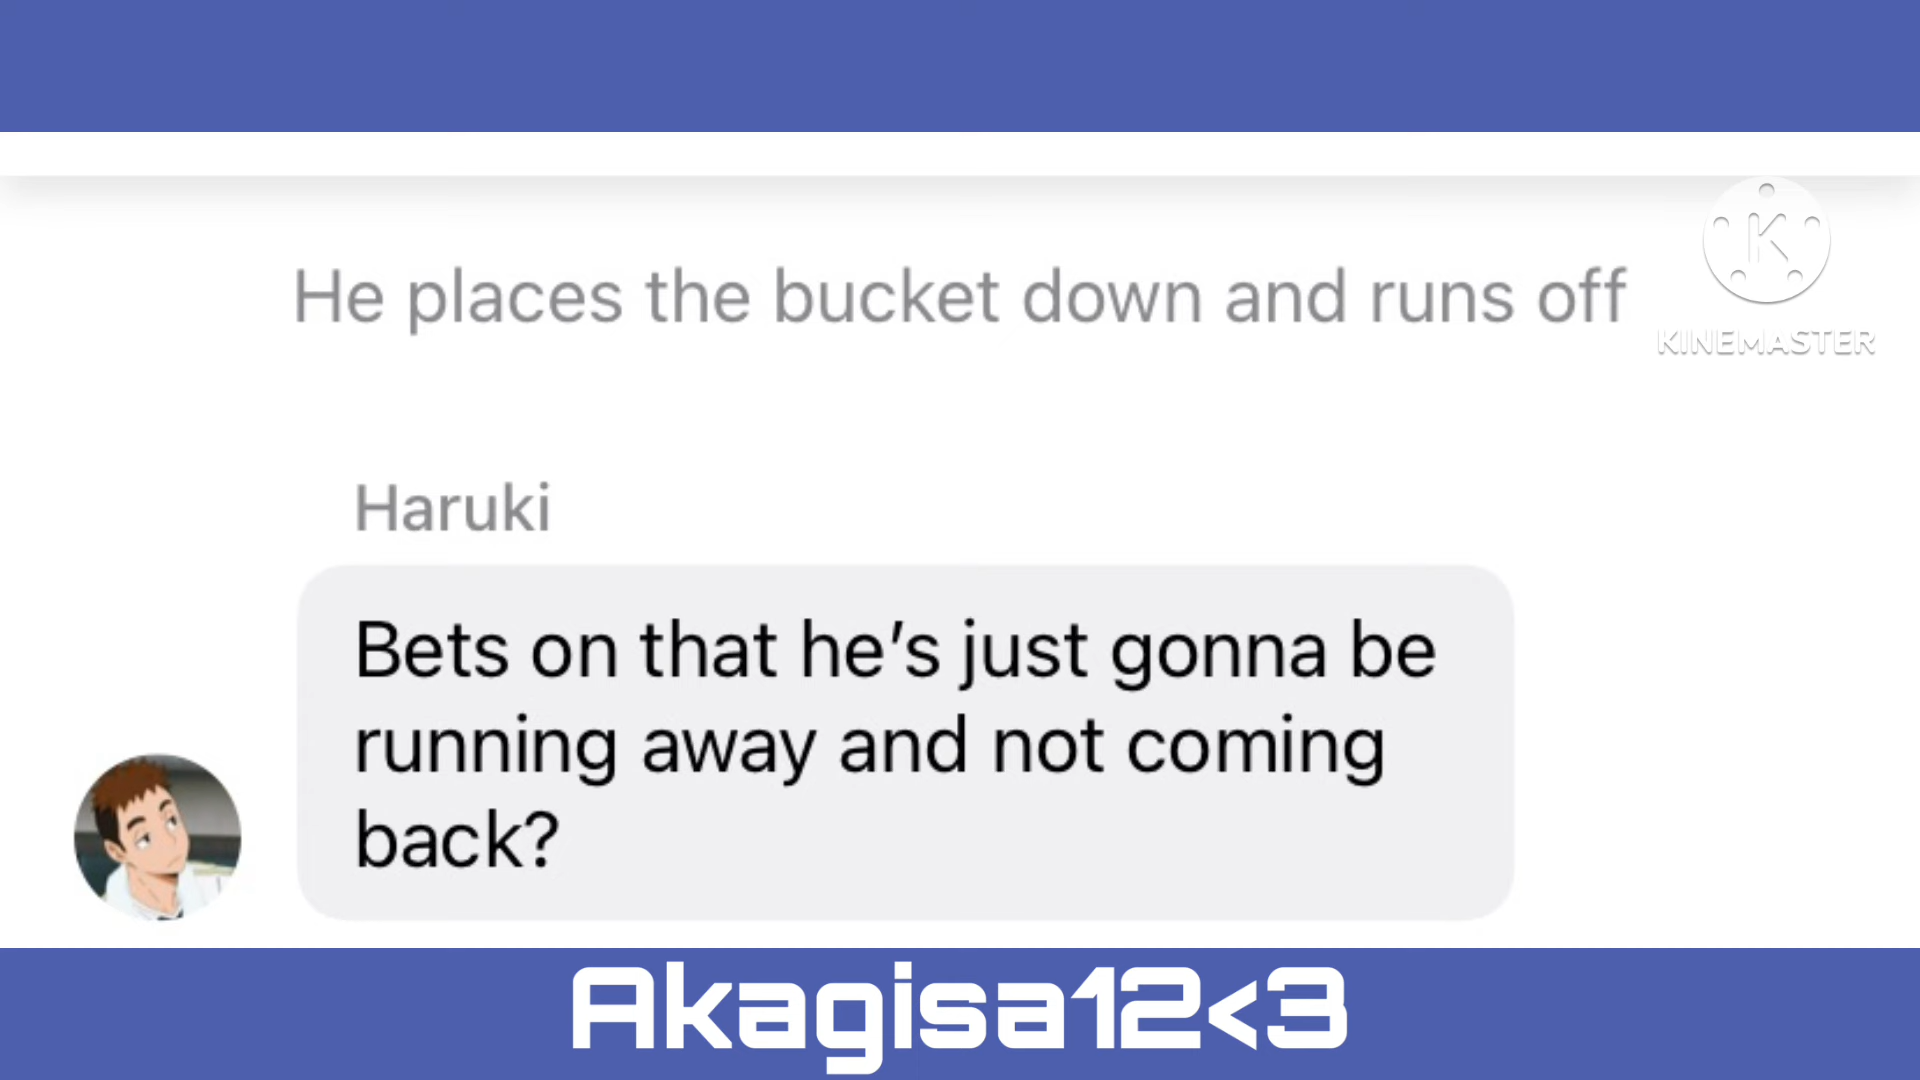 He places the bucket down and runs off
K
KINEMASTER
Haruki
Bets on that he’s just gonna be
running away and not coming
back?
Akagisa12<3